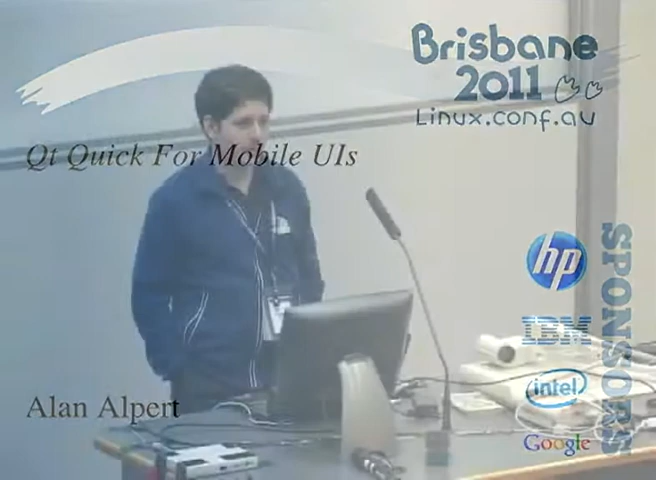 Brisbane
2011
Linux.conf.au
Qt Quick For Mobile UIs
hp
SPONSORS
IBM
intel
Alan Alpert
Google